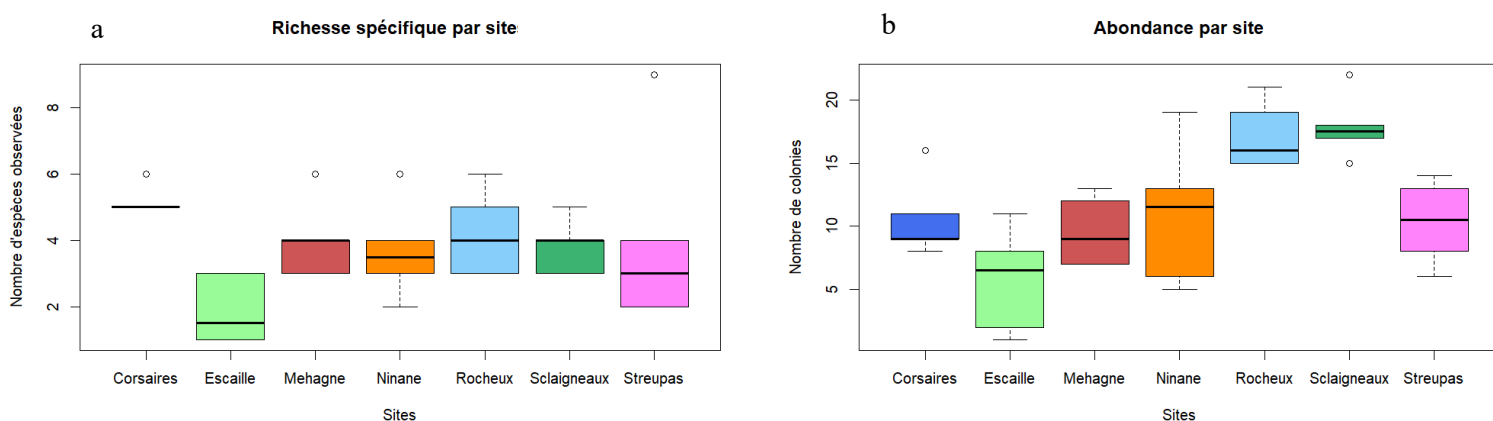 a
Richesse spécifique par site
Nombre d'espèces observées
8
6
4
2
Corsaires Escaille Mehagne Ninane Rocheux Sclaigneaux Streupas
Sites
b
Abondance par site
Nombre de colonies
20
15
10
5
Corsaires Escaille Mehagne Ninane Rocheux Sclaigneaux Streupas
Sites